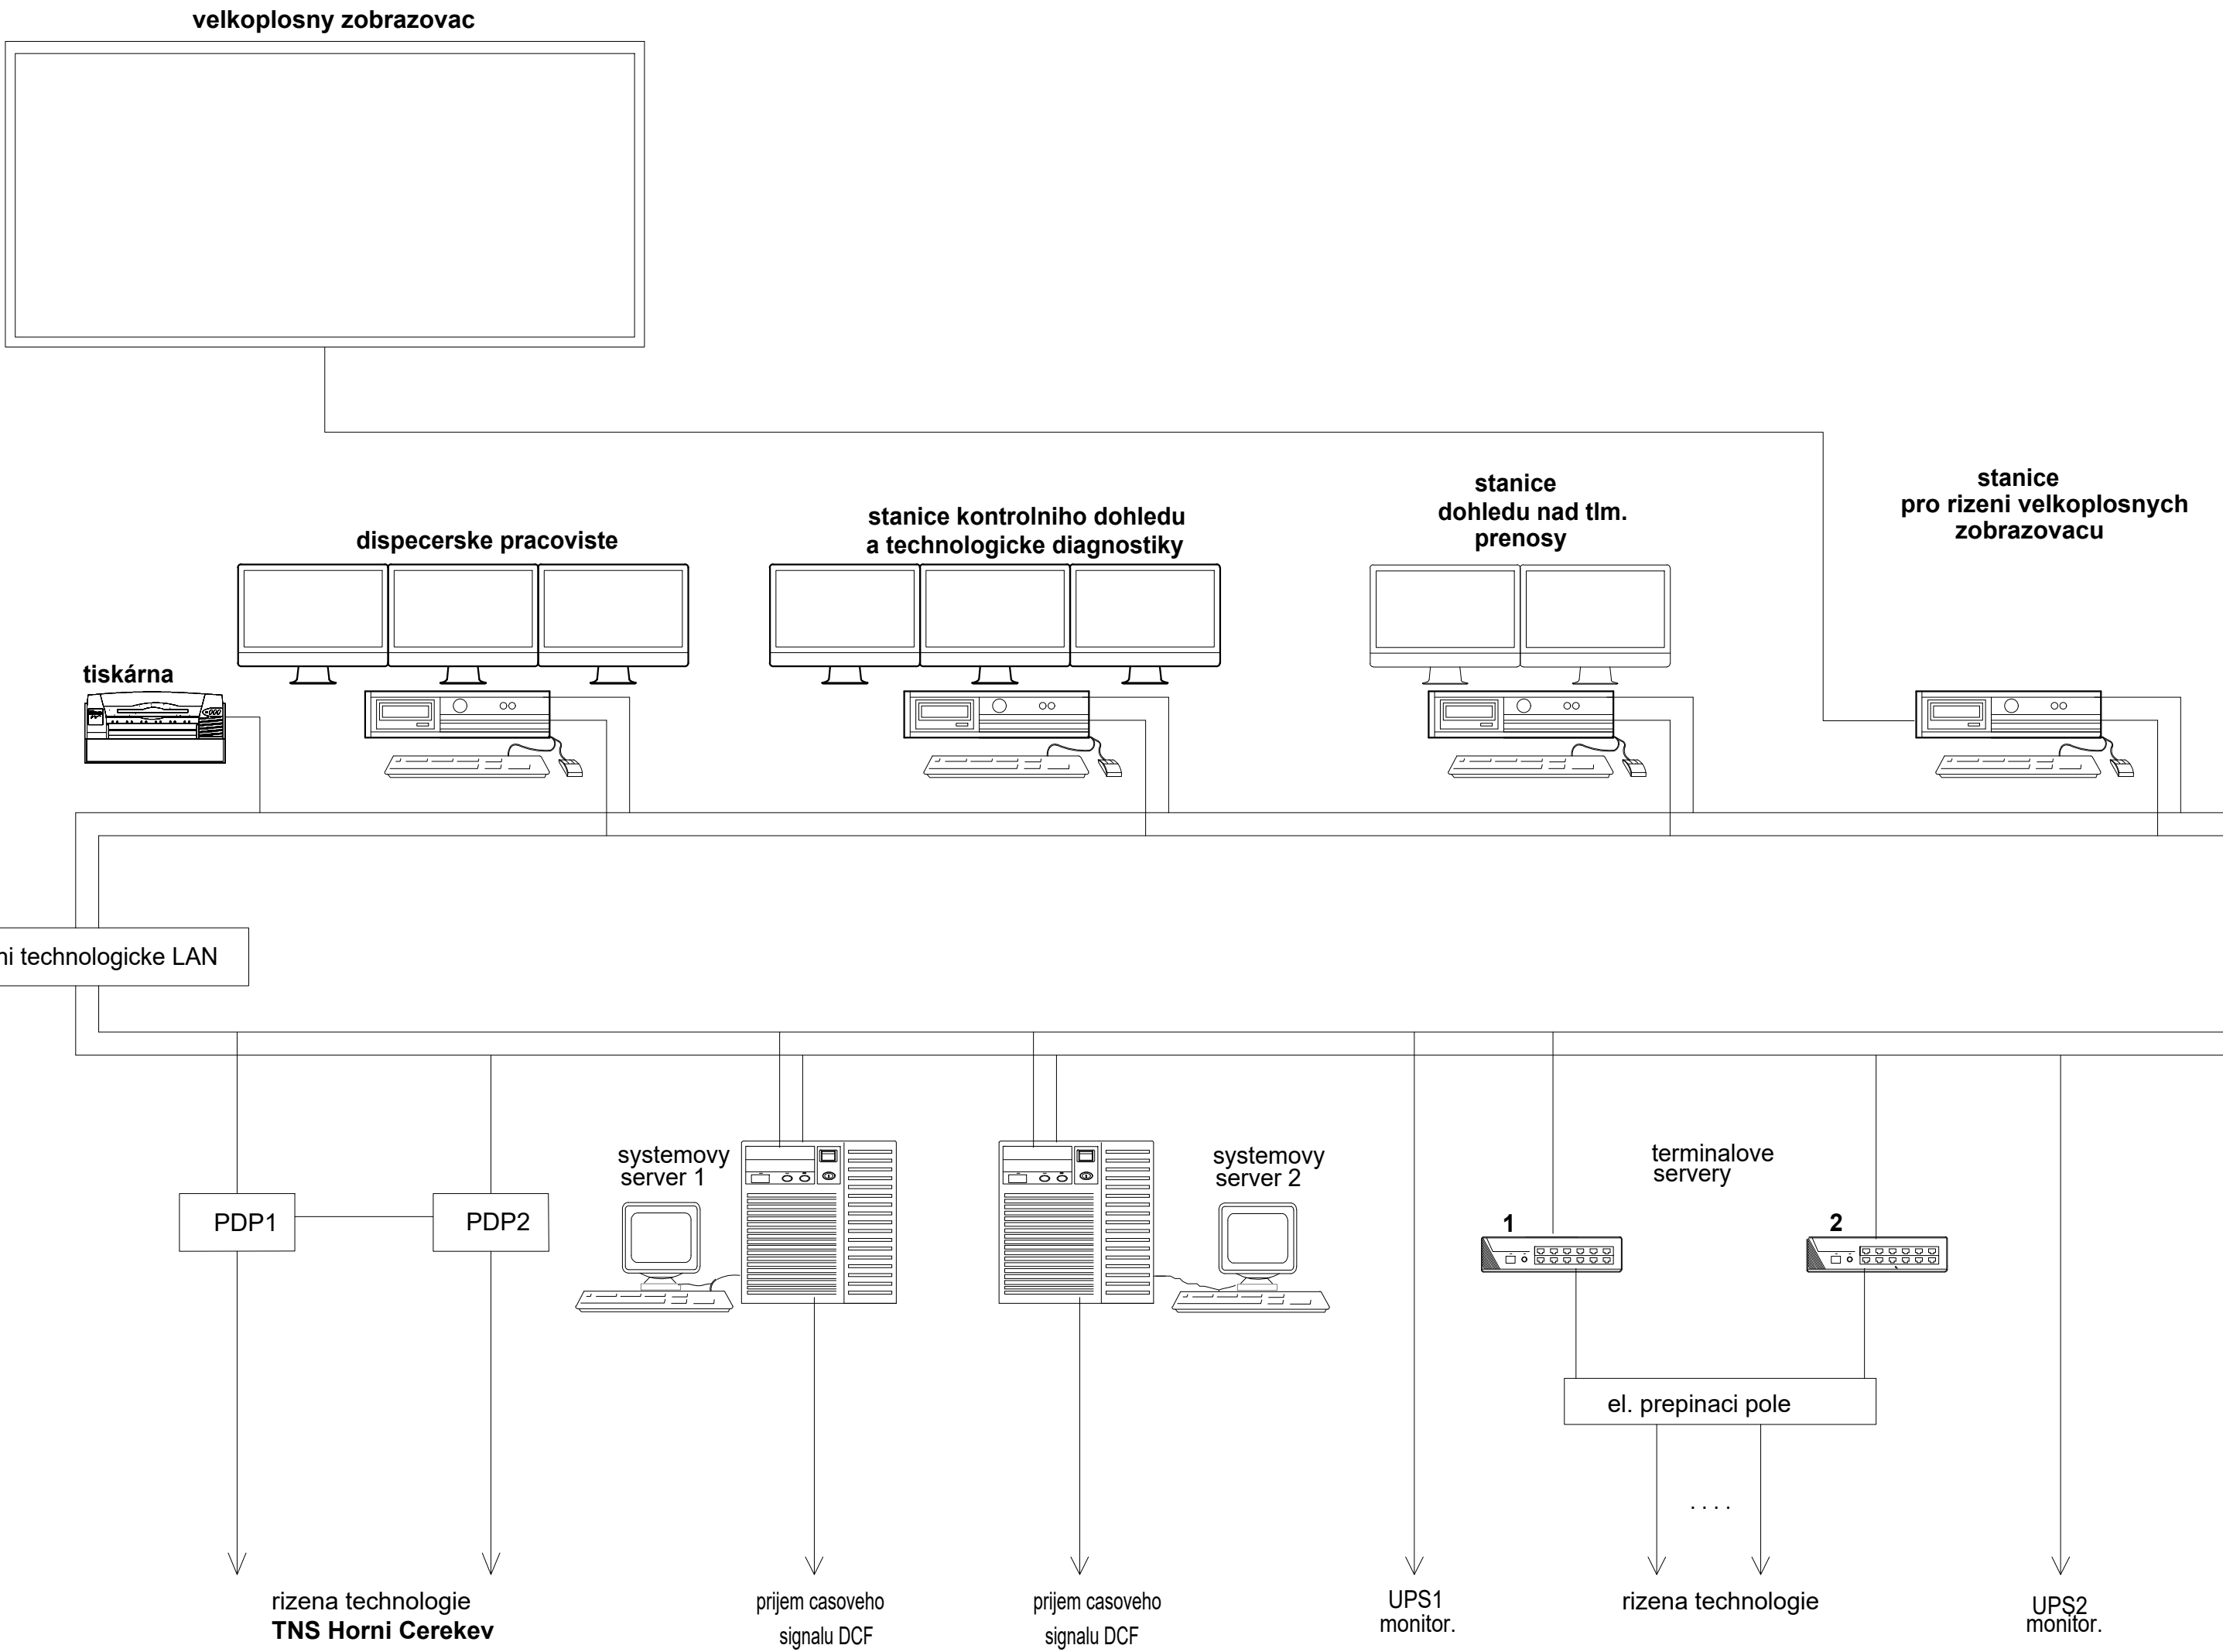 velkoplosny zobrazovac
stanice
pro rizeni velkoplosnych
zobrazovacu
stanice
dohledu nad tlm.
prenosy
stanice kontrolniho dohledu
a technologicke diagnostiky
dispecerske pracoviste
tiskárna
technologicke LAN
systemovy
server 1
systemovy
server 2
terminalove
servery
PDP1
PDP2
1
2
el. prepinaci pole
. . . .
rizena technologie
TNS Horni Cerekev
prijem casoveho
signalu DCF
prijem casoveho
signalu DCF
UPS1
monitor.
rizena technologie
UPS2
monitor.